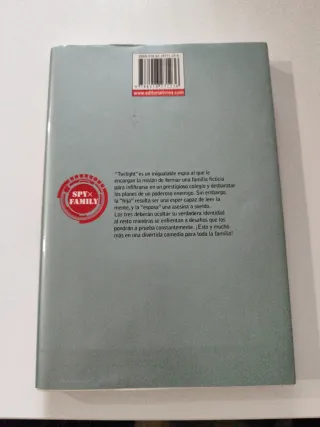 www.editorialivrea.com
SPY×
FAMILY
"Twilight" es un inigualable espía al que le
encargan la misión de formar una familia ficticia
para infiltrarse en un prestigioso colegio y desbaratar
los planes de un poderoso enemigo. Sin embargo,
la "hija" resulta ser una esper capaz de leer la
mente, y la "esposa" una asesina a sueldo.
Los tres deberán ocultar su verdadera identidad
al resto mientras se enfrentan a desafíos que los
pondrán a prueba constantemente. ¡Esto y mucho
más en una divertida comedia para toda la familia!